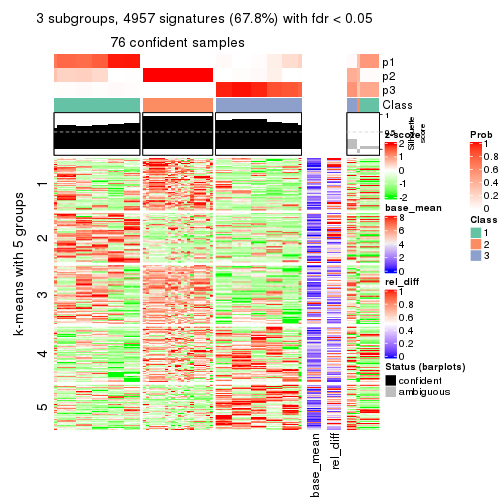 3 subgroups, 4957 signatures (67.8%) with fdr < 0.05
76 confident samples
p1
p2
p3
Class
1
0.5
Silhouette
score
k-means with 5 groups
1
2
3
4
5
base_mean
rel_diff
z-score
2
1
0
-1
-2
base_mean
8
6
4
2
0
rel_diff
1
0.8
0.6
0.4
0.2
0
Status (barplots)
confident
ambiguous
Prob
1
0.8
0.6
0.4
0.2
0
Class
1
2
3